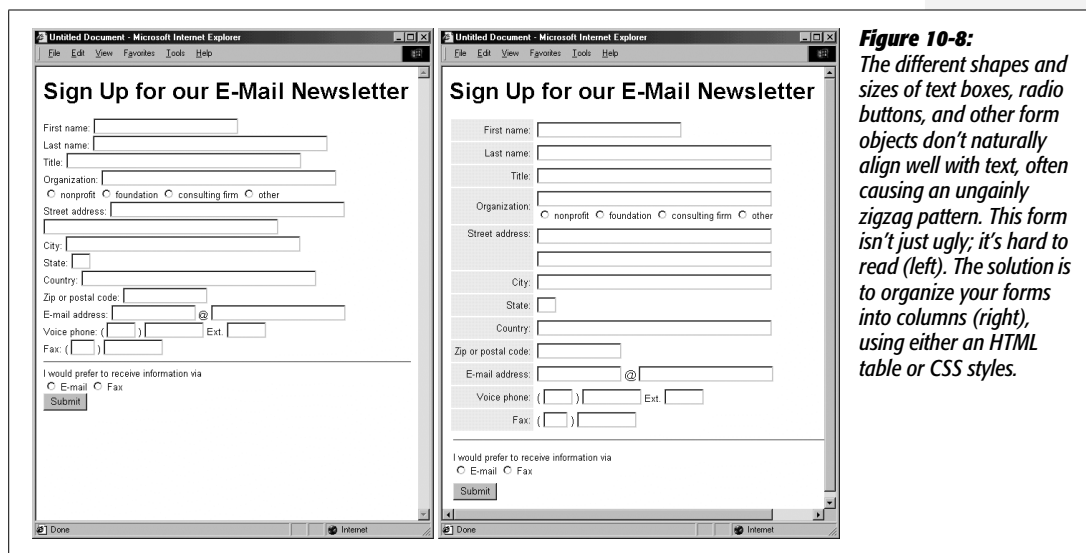 Untitled Document - Microsoft Internet Explorer
File Edit View Favorites Tools Help
Sign Up for our E-Mail Newsletter
First name:
Last name:
Title:
Organization:
nonprofit foundation consulting firm other
Street address:
City:
State:
Country:
Zip or postal code:
E-mail address: @
Voice phone: ( ) Ext.
Fax: ( )
I would prefer to receive information via
E-mail Fax
Submit
Done Internet
Untitled Document - Microsoft Internet Explorer
File Edit View Favorites Tools Help
Sign Up for our E-Mail Newsletter
First name:
Last name:
Title:
Organization:
nonprofit foundation consulting firm other
Street address:
City:
State:
Country:
Zip or postal code:
E-mail address: @
Voice phone: ( ) Ext.
Fax: ( )
I would prefer to receive information via
E-mail Fax
Submit
Done Internet
Figure 10-8:
The different shapes and
sizes of text boxes, radio
buttons, and other form
objects don't naturally
align well with text, often
causing an ungainly
zigzag pattern. This form
isn't just ugly; it's hard to
read (left). The solution is
to organize your forms
into columns (right),
using either an HTML
table or CSS styles.